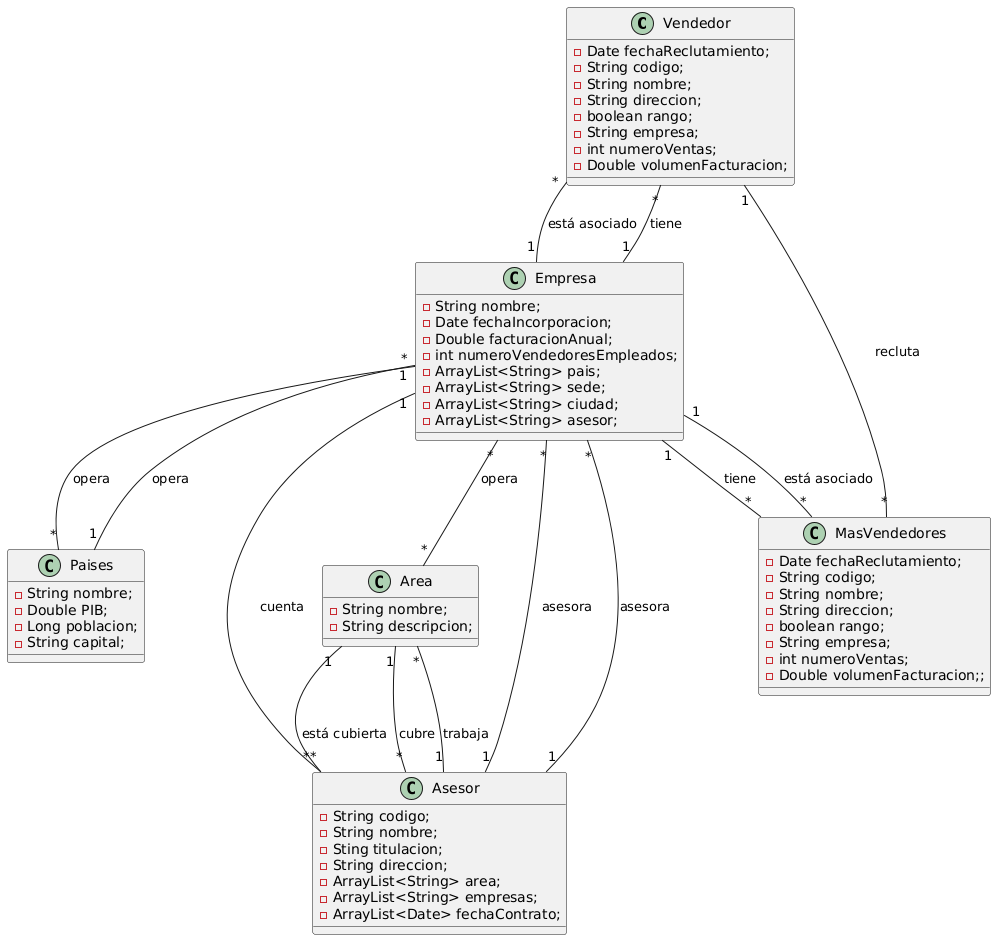 C Vendedor
Date fechaReclutamiento;
String codigo;
String nombre;
String direccion;
boolean rango;
String empresa;
int numeroVentas;
Double volumenFacturacion;
* * 1
está asociado tiene
1 1
recluta
C Empresa
String nombre;
Date fechaIncorporacion;
Double facturacionAnual;
int numeroVendedoresEmpleados;
ArrayList<String> pais;
ArrayList<String> sede;
ArrayList<String> ciudad;
ArrayList<String> asesor;
*
1
1 1
* * * 1
opera opera opera tiene está asociado
* 1 * * * *
C Paises
String nombre;
Double PIB;
Long poblacion;
String capital;
C MasVendedores
Date fechaReclutamiento;
String codigo;
String nombre;
String direccion;
boolean rango;
String empresa;
int numeroVentas;
Double volumenFacturacion;;
C Area
String nombre;
String descripcion;
cuenta asesora asesora
1 1 *
está cubierta cubre trabaja
* * * 1 1 1
C Asesor
String codigo;
String nombre;
Sting titulacion;
String direccion;
ArrayList<String> area;
ArrayList<String> empresas;
ArrayList<Date> fechaContrato;